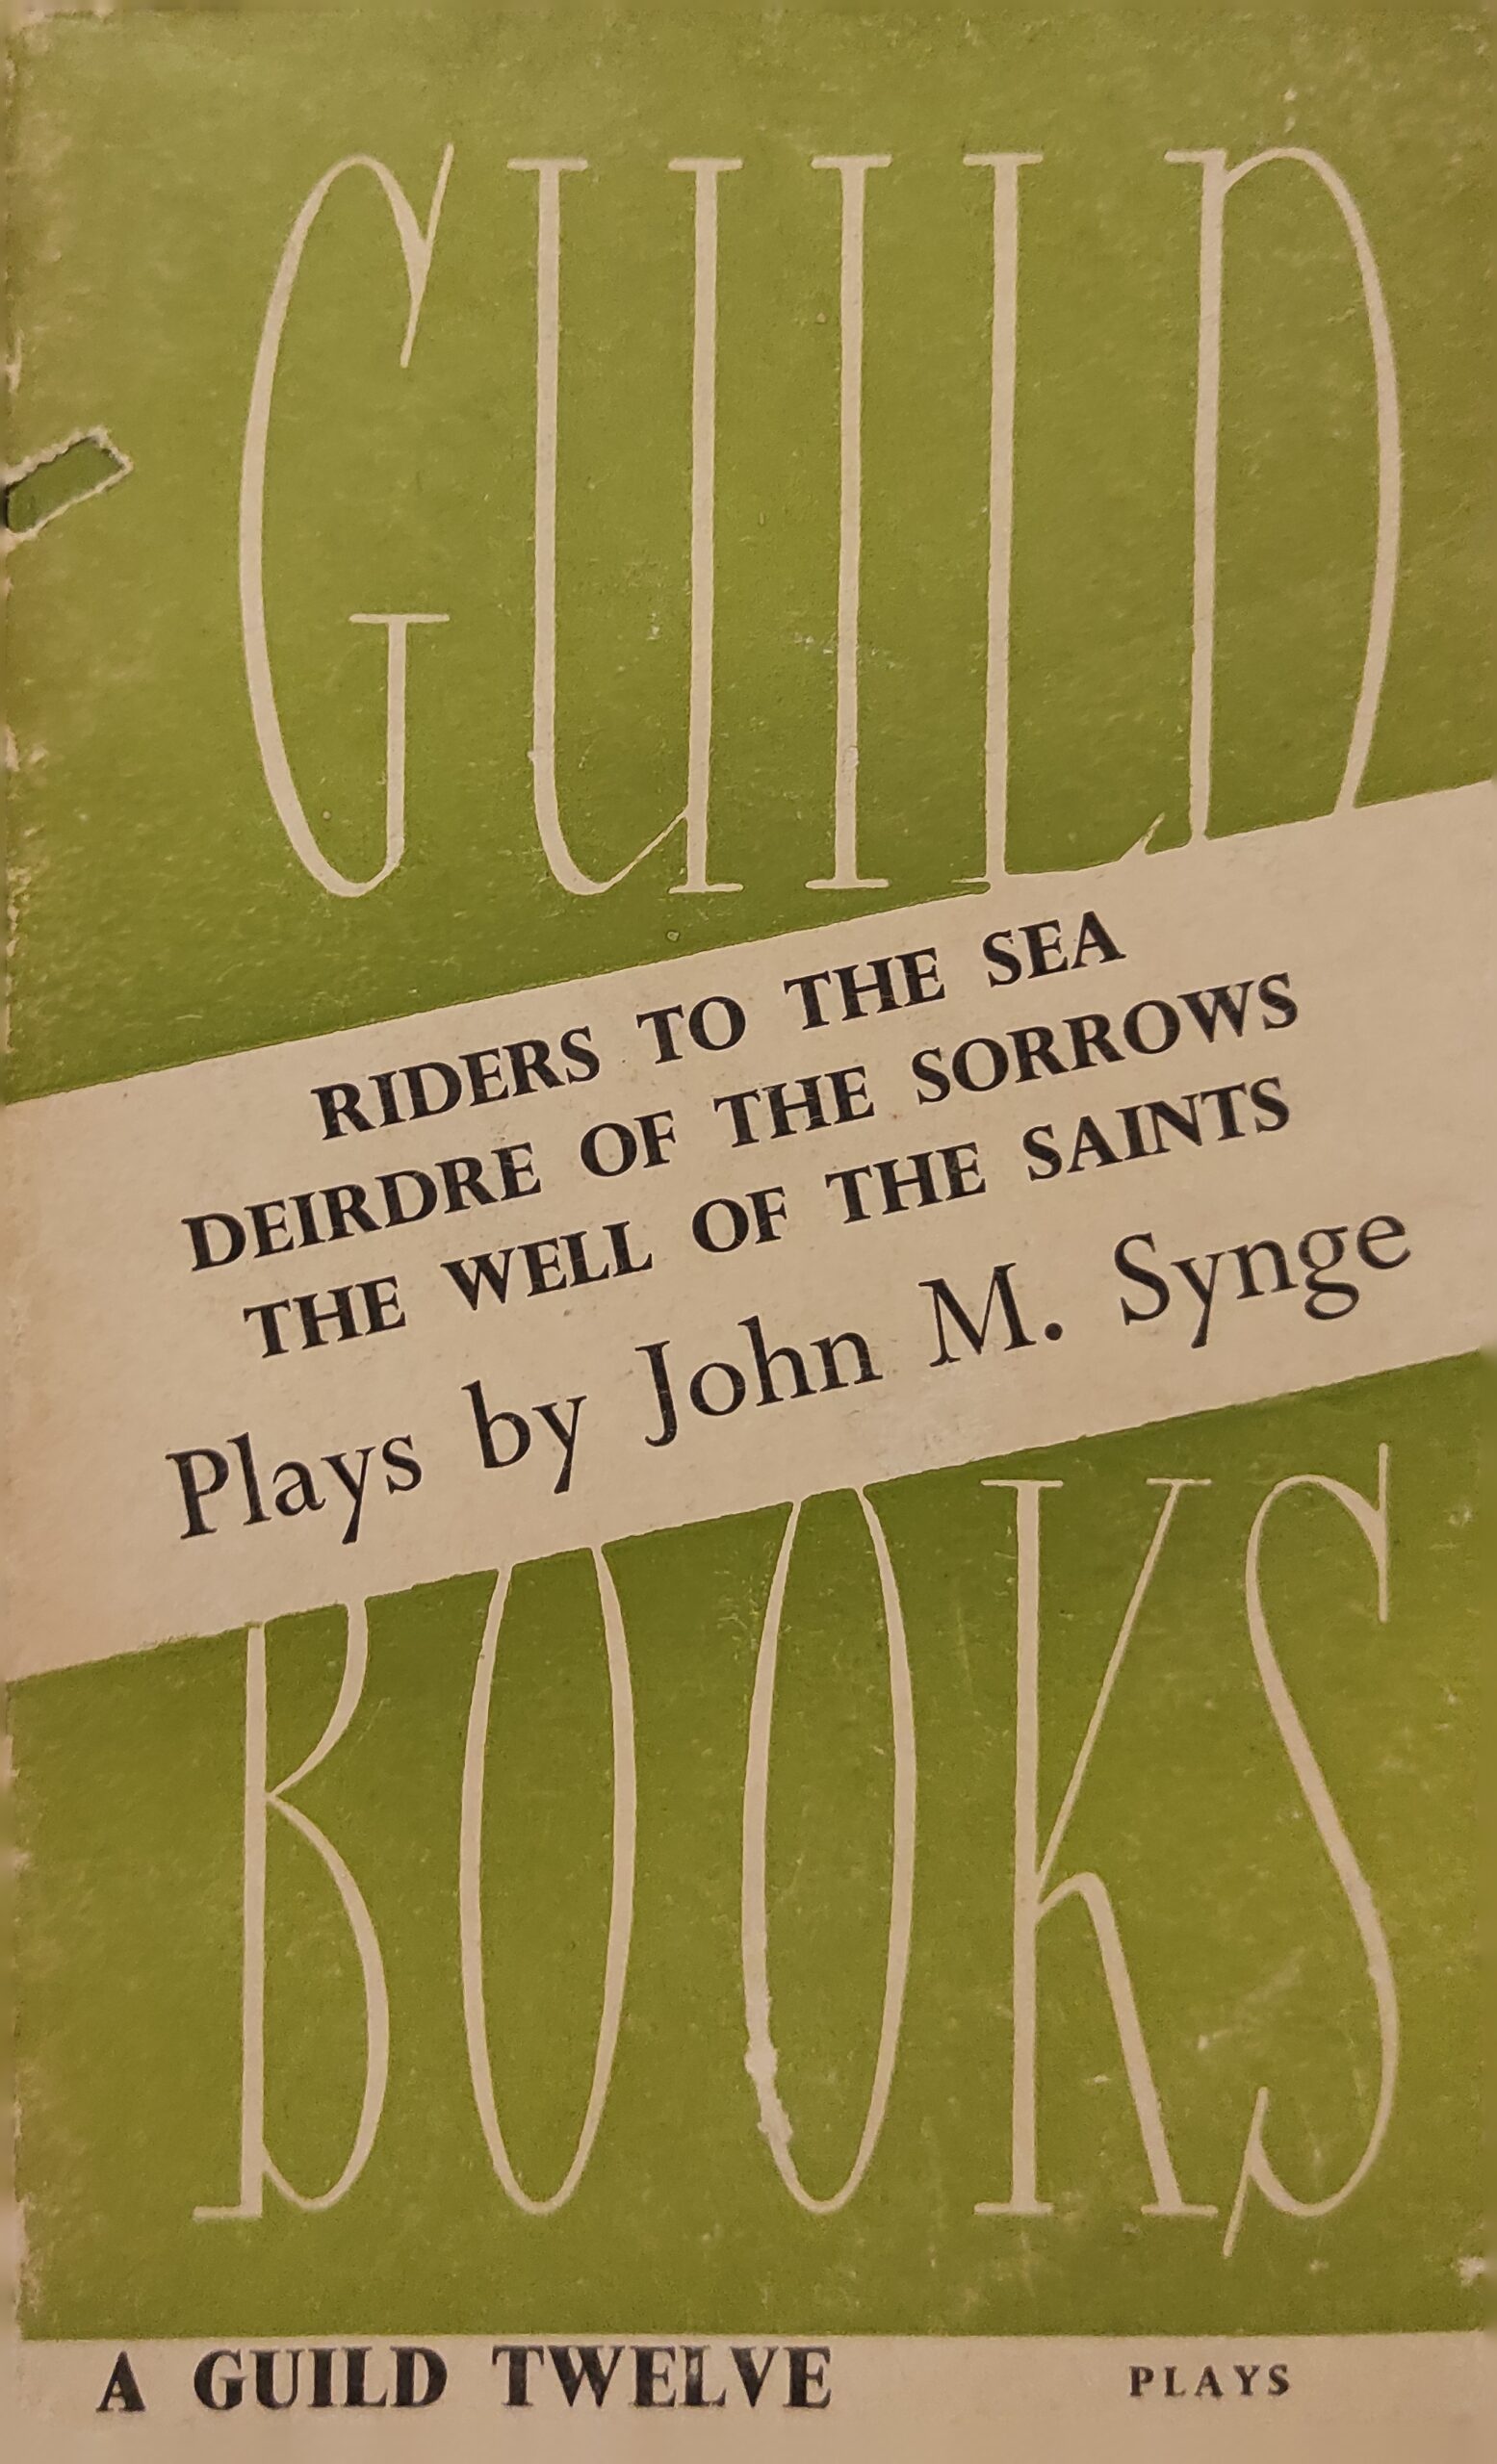 GUILD
RIDERS TO THE SEA
DEIRDRE OF THE SORROWS
THE WELL OF THE SAINTS
Plays by John M. Synge
BOOKS
A GUILD TWELVE
PLAYS